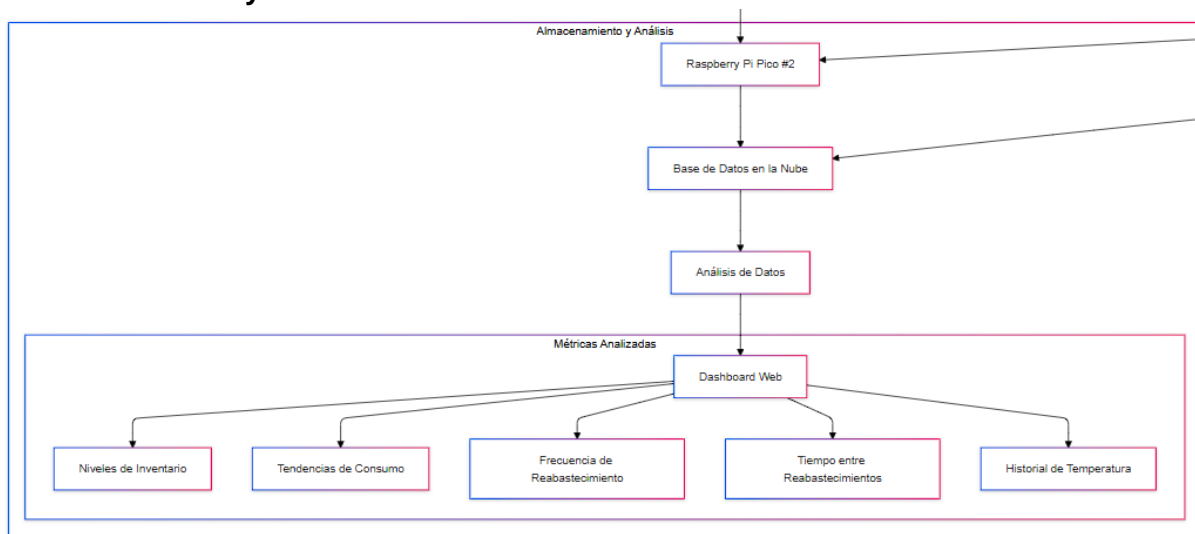 Almacenamiento y Análisis
Raspberry Pi Pico #2
Base de Datos en la Nube
Análisis de Datos
Métricas Analizadas
Dashboard Web
Niveles de Inventario
Tendencias de Consumo
Frecuencia de
Reabastecimiento
Tiempo entre
Reabastecimientos
Historial de Temperatura